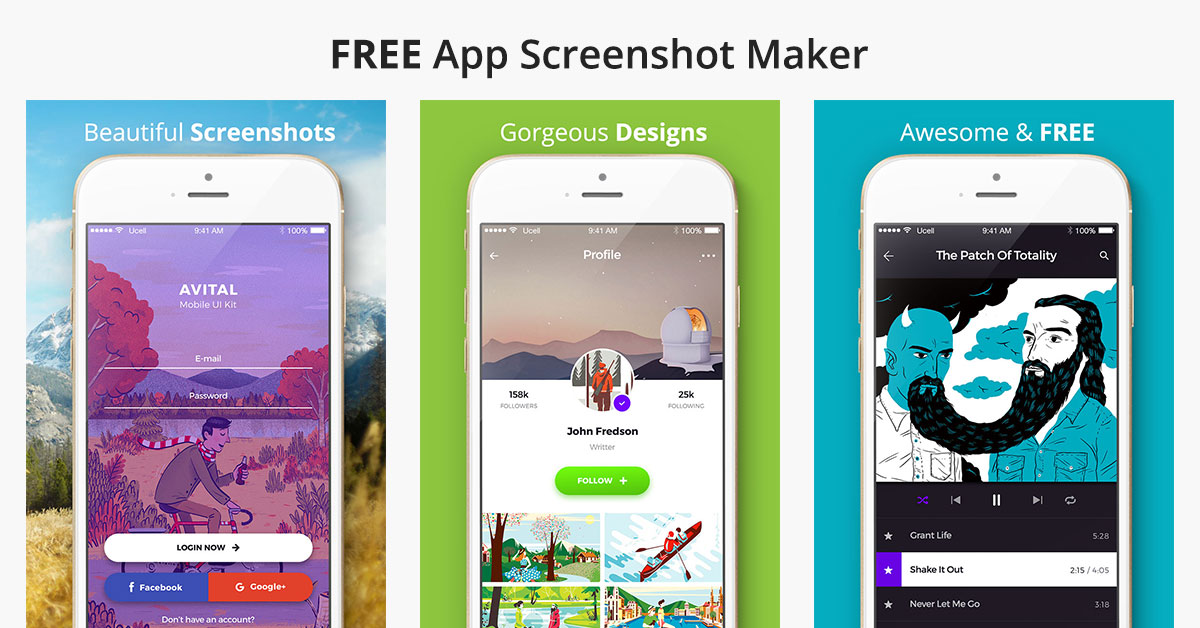 FREE App Screenshot Maker
Beautiful Screenshots
Ucell 9:41 AM 100%
AVITAL
Mobile UI Kit
E-mail
Password
LOGIN NOW
f Facebook
G Google+
Don't have an account?
Gorgeous Designs
Ucell 9:41 AM 100%
Profile
158k
FOLLOWERS
25k
FOLLOWING
John Fredson
Writter
FOLLOW +
Awesome & FREE
Ucell 9:41 AM 100%
The Patch Of Totality
Grant Life 5:28
Shake It Out 2:15 / 4:05
Never Let Me Go 3:18